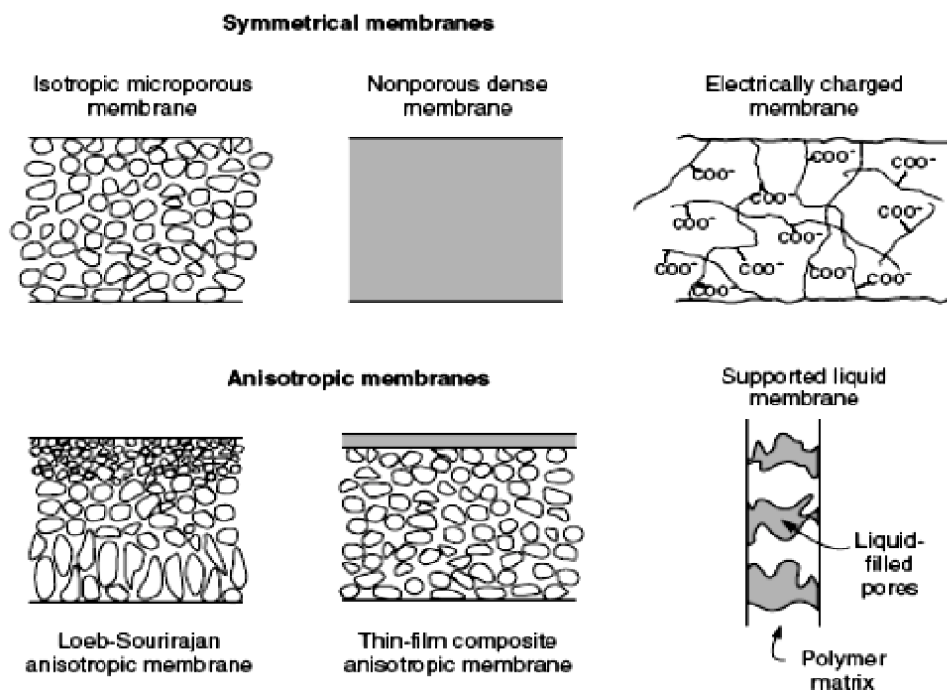 Symmetrical membranes
Isotropic microporous
membrane
Nonporous dense
membrane
Electrically charged
membrane
COO⁻
COO⁻
COO⁻
COO⁻
COO⁻
COO⁻
COO⁻
COO⁻
COO⁻
COO⁻
COO⁻
COO⁻
Anisotropic membranes
Supported liquid
membrane
Liquid-
filled
pores
Polymer
matrix
Loeb-Sourirajan
anisotropic membrane
Thin-film composite
anisotropic membrane